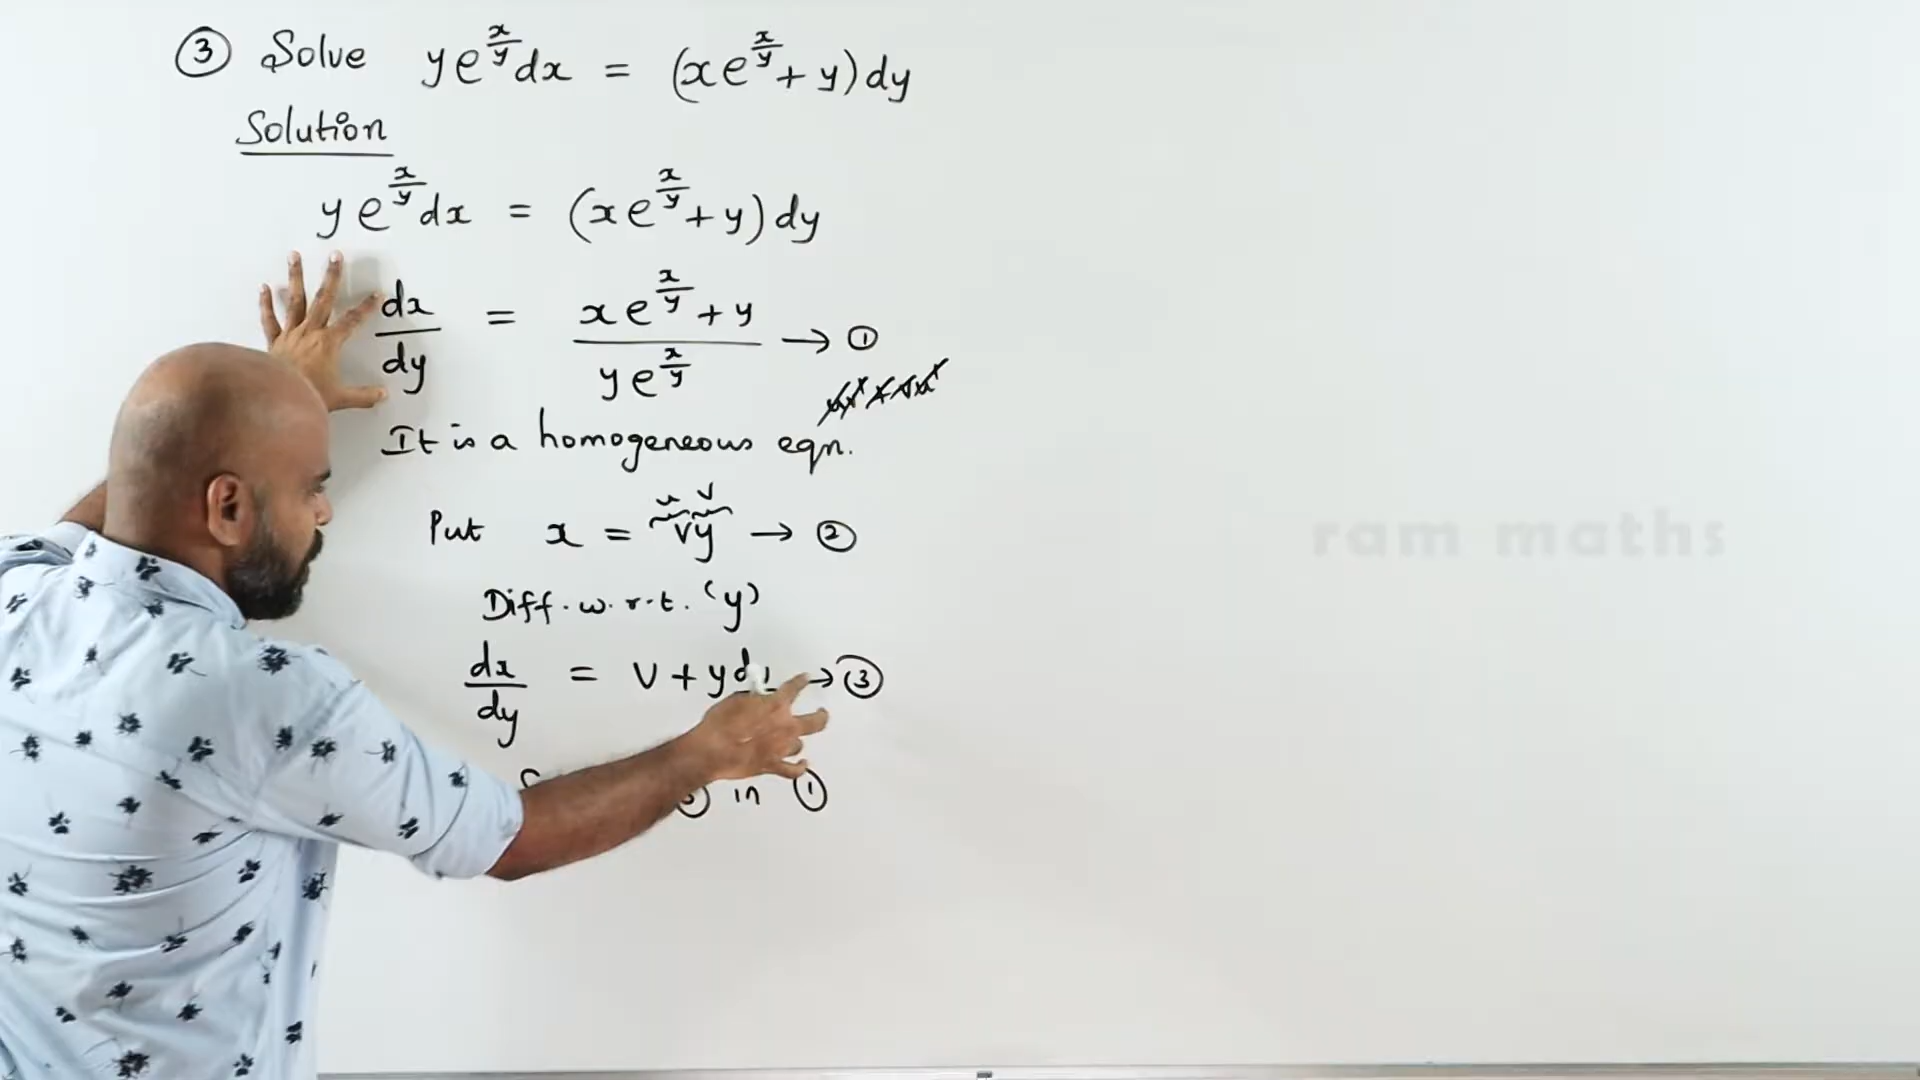 ③ Solve ye^(x/y) dx = (xe^(x/y) + y) dy
Solution
ye^(x/y) dx = (xe^(x/y) + y) dy
dx/dy = (xe^(x/y) + y)/(ye^(x/y)) → ①
It is a homogeneous eqn.
u v
Put x = vy → ②
Diff. w.r.t. (y)
dx/dy = v + y → ③
in ①
ram maths